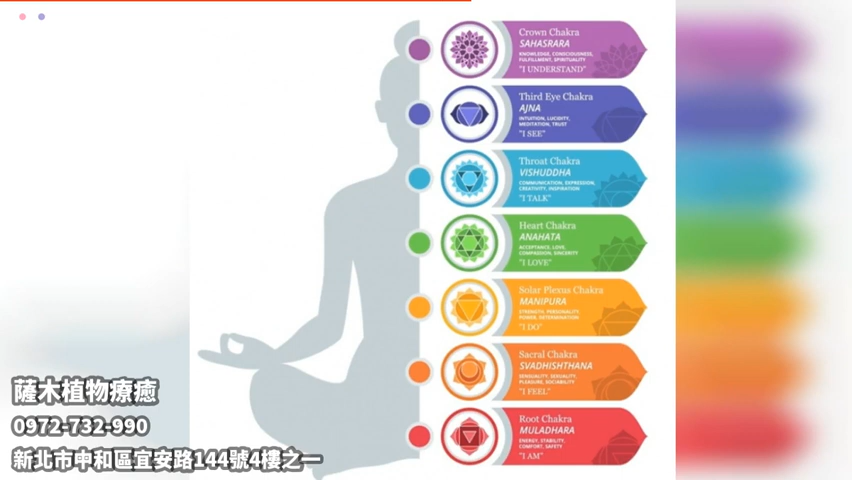 Crown Chakra
SAHASRARA
KNOWLEDGE, CONSCIOUSNESS,
FULFILLMENT, SPIRITUALITY
"I UNDERSTAND"
Third Eye Chakra
AJNA
INTUITION, LUCIDITY,
MEDITATION, TRUST
"I SEE"
Throat Chakra
VISHUDDHA
COMMUNICATION, EXPRESSION,
CREATIVITY, INSPIRATION
"I TALK"
Heart Chakra
ANAHATA
ACCEPTANCE, LOVE,
COMPASSION, SINCERITY
"I LOVE"
Solar Plexus Chakra
MANIPURA
STRENGTH, PERSONALITY,
POWER, DETERMINATION
"I DO"
Sacral Chakra
SVADHISHTHANA
SENSUALITY, SEXUALITY,
PLEASURE, SOCIABILITY
"I FEEL"
Root Chakra
MULADHARA
ENERGY, STABILITY,
COMFORT, SAFETY
"I AM"
薩木植物療癒
0972-732-990
新北市中和區宜安路144號4樓之一